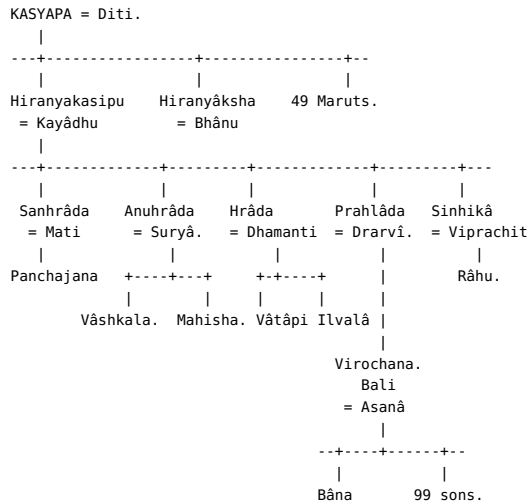 KASYAPA = Diti.
Hiranyakasipu Hiranyâksha 49 Maruts.
= Kayâdhu = Bhânu
Sanhrâda Anuhrâda Hrâda Prahlâda Sinhikâ
= Mati = Suryâ. = Dhamanti = Drarvî. = Viprachit
Panchajana Râhu.
Vâshkala. Mahisha. Vâtâpi Ilvalâ
Virochana.
Bali
= Asanâ
Bâna 99 sons.